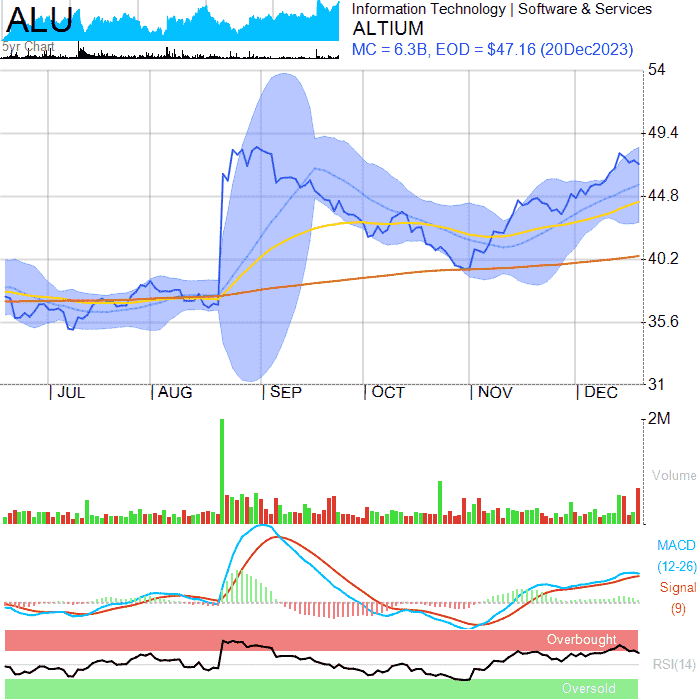 ALU
5yr Chart
Information Technology | Software & Services
ALTIUM
MC = 6.3B, EOD = $47.16 (20Dec2023)
54
49.4
44.8
40.2
35.6
31
| JUL | AUG | SEP | OCT | NOV | DEC
2M
Volume
MACD
(12-26)
Signal
(9)
Overbought
RSI(14)
Oversold